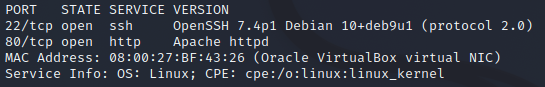 PORT   STATE SERVICE VERSION
22/tcp open  ssh     OpenSSH 7.4p1 Debian 10+deb9u1 (protocol 2.0)
80/tcp open  http    Apache httpd
MAC Address: 08:00:27:BF:43:26 (Oracle VirtualBox virtual NIC)
Service Info: OS: Linux; CPE: cpe:/o:linux:linux_kernel